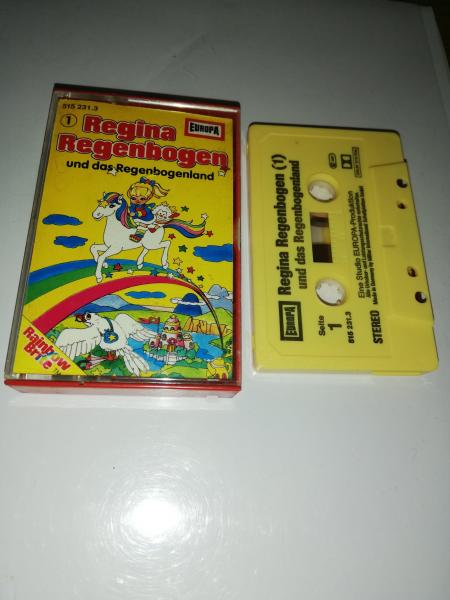 515 231.3
1
EUROPA
Regina
Regenbogen
und das Regenbogenland
Rainbow
Brite
EUROPA
Regina Regenbogen (1)
und das Regenbogenland
Seite
1
Eine Studio EUROPA-Produktion
515 231.3
STEREO